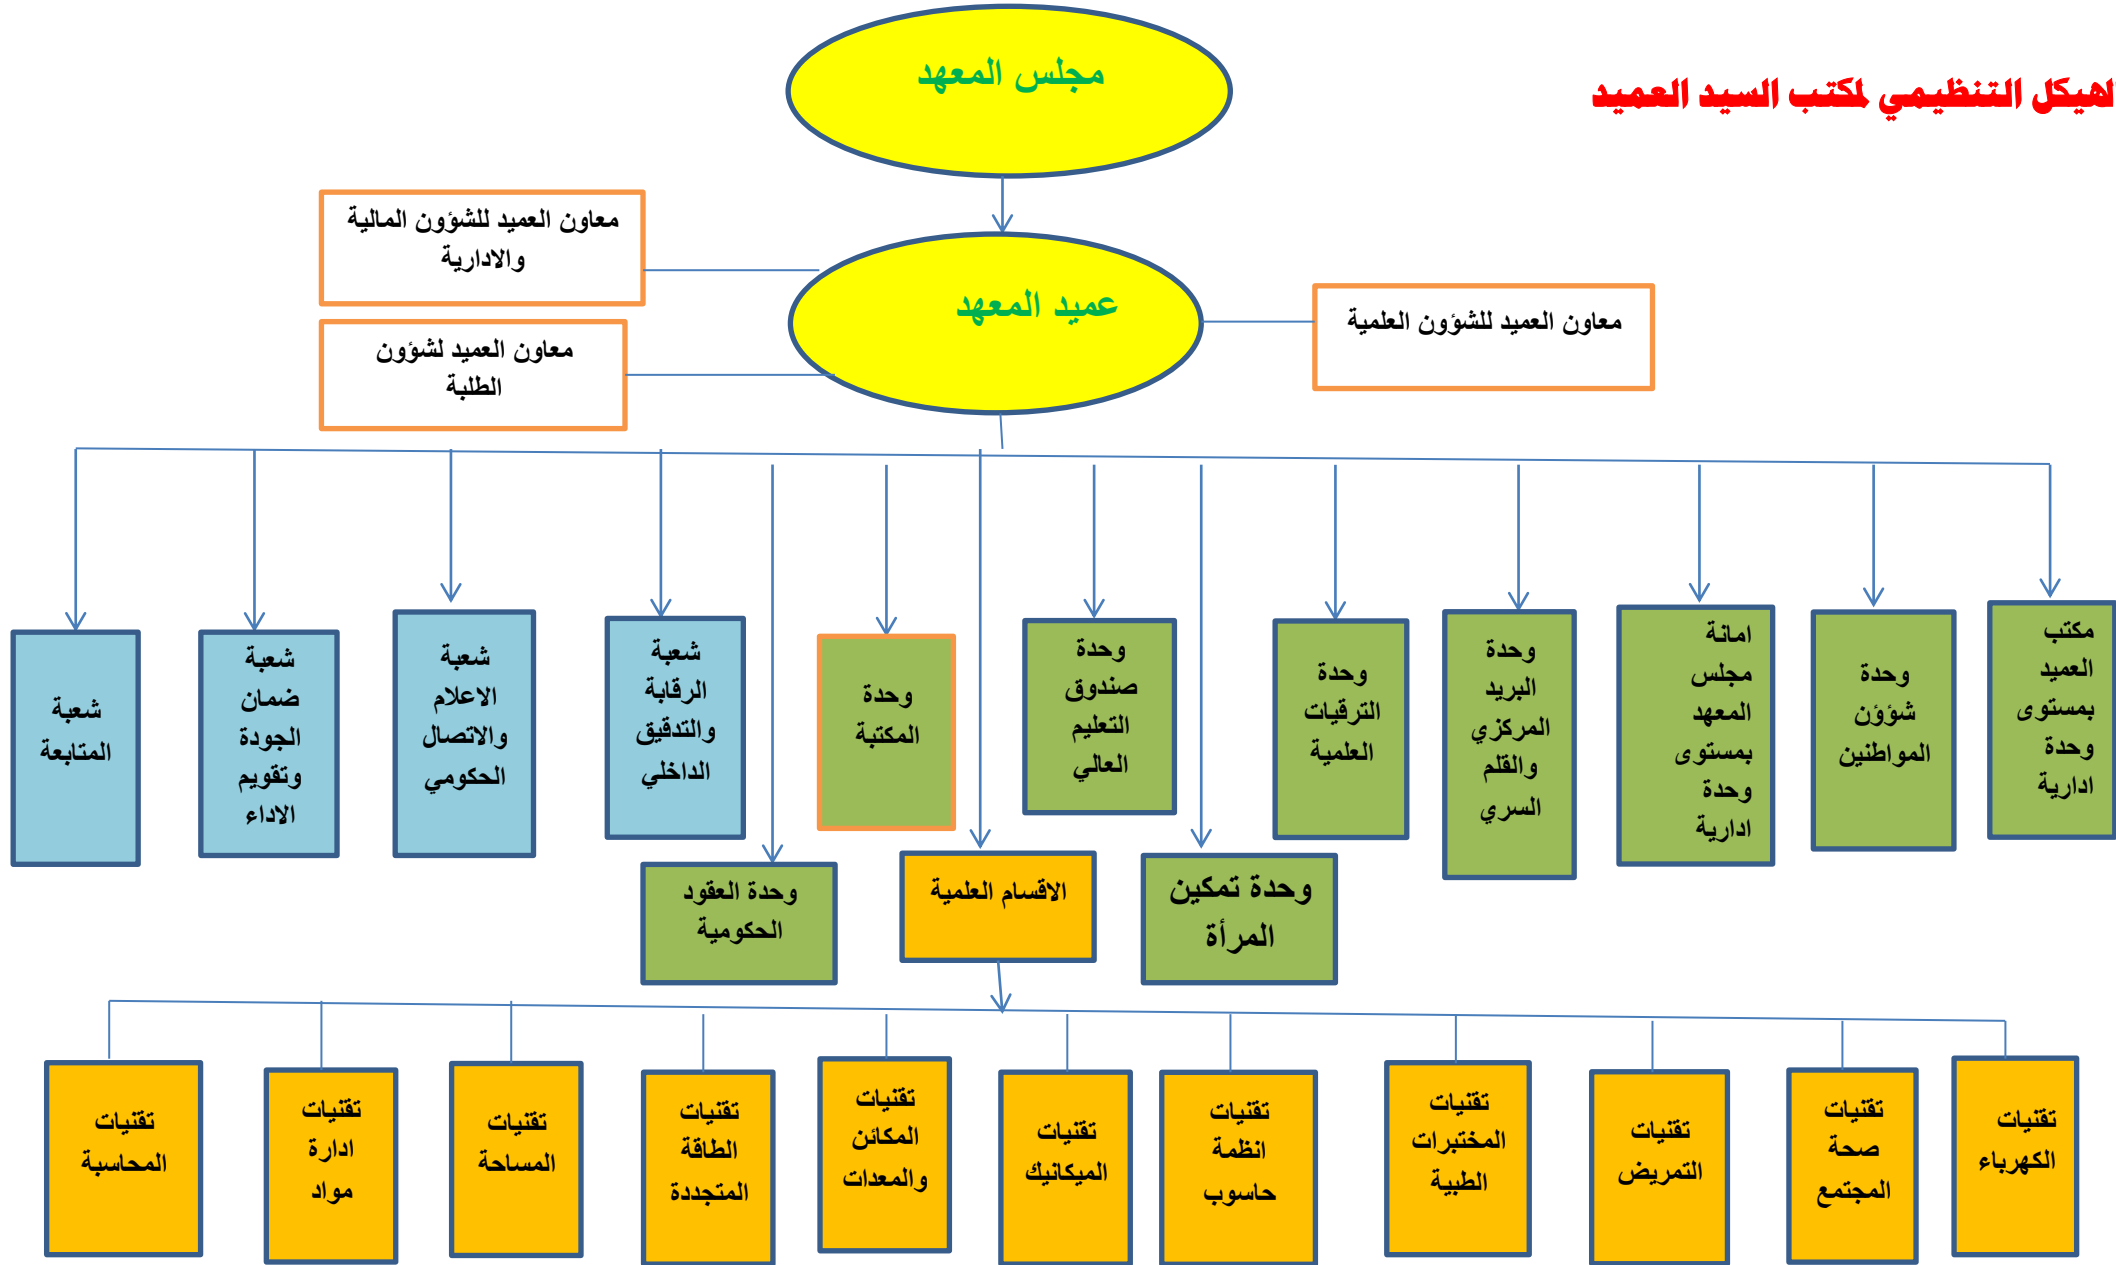 مجلس المعهد
الهيكل التنظيمي لمكتب السيد العميد
معاون العميد للشؤون المالية
والادارية
عميد المعهد
معاون العميد للشؤون العلمية
معاون العميد لشؤون
الطلبة
مكتب
العميد
بمستوى
وحدة
ادارية
وحدة
شؤؤن
المواطنين
امانة
مجلس
المعهد
بمستوى
وحدة
ادارية
وحدة
البريد
المركزي
والقلم
السري
وحدة
الترقيات
العلمية
وحدة
صندوق
التعليم
العالي
وحدة
المكتبة
شعبة
الرقابة
والتدقيق
الداخلي
شعبة
الاعلام
والاتصال
الحكومي
شعبة
ضمان
الجودة
وتقويم
الاداء
شعبة
المتابعة
وحدة تمكين
المرأة
الاقسام العلمية
وحدة العقود
الحكومية
تقنيات
الكهرباء
تقنيات
صحة
المجتمع
تقنيات
التمريض
تقنيات
المختبرات
الطبية
تقنيات
انظمة
حاسوب
تقنيات
الميكانيك
تقنيات
المكائن
والمعدات
تقنيات
الطاقة
المتجددة
تقنيات
المساحة
تقنيات
ادارة
مواد
تقنيات
المحاسبة